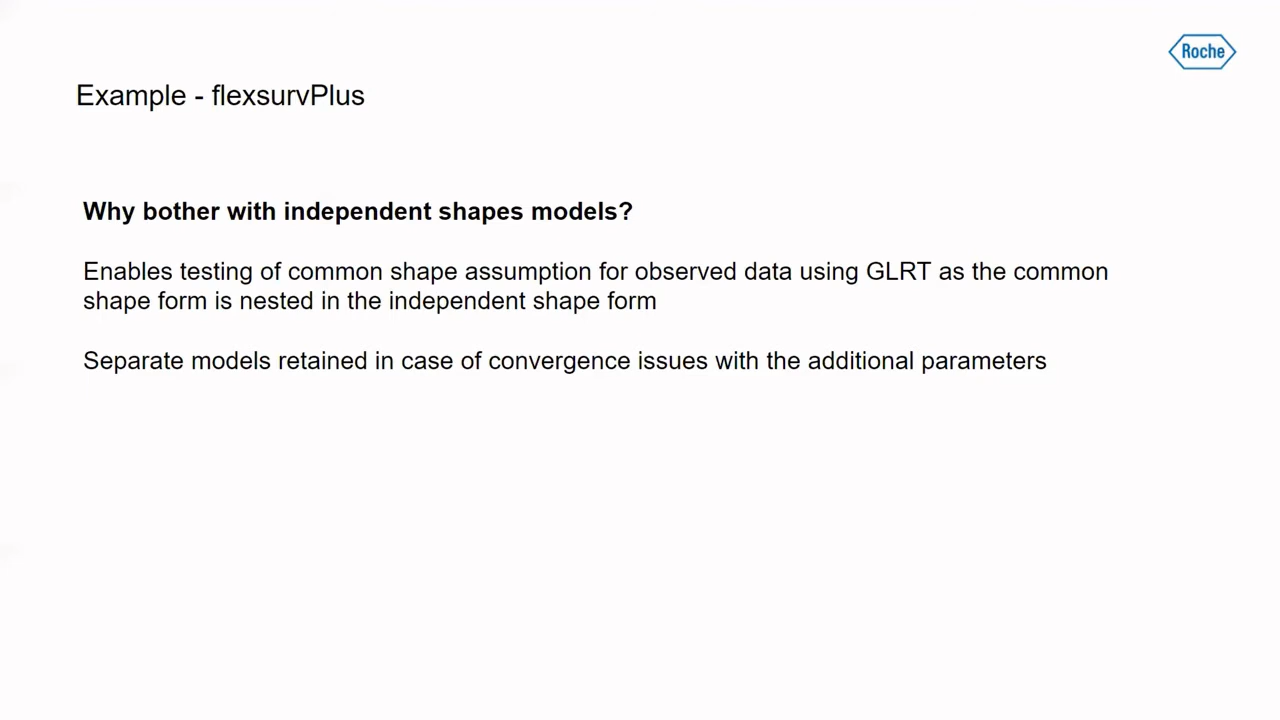 Roche
Example - flexsurvPlus
Why bother with independent shapes models?
Enables testing of common shape assumption for observed data using GLRT as the common
shape form is nested in the independent shape form
Separate models retained in case of convergence issues with the additional parameters